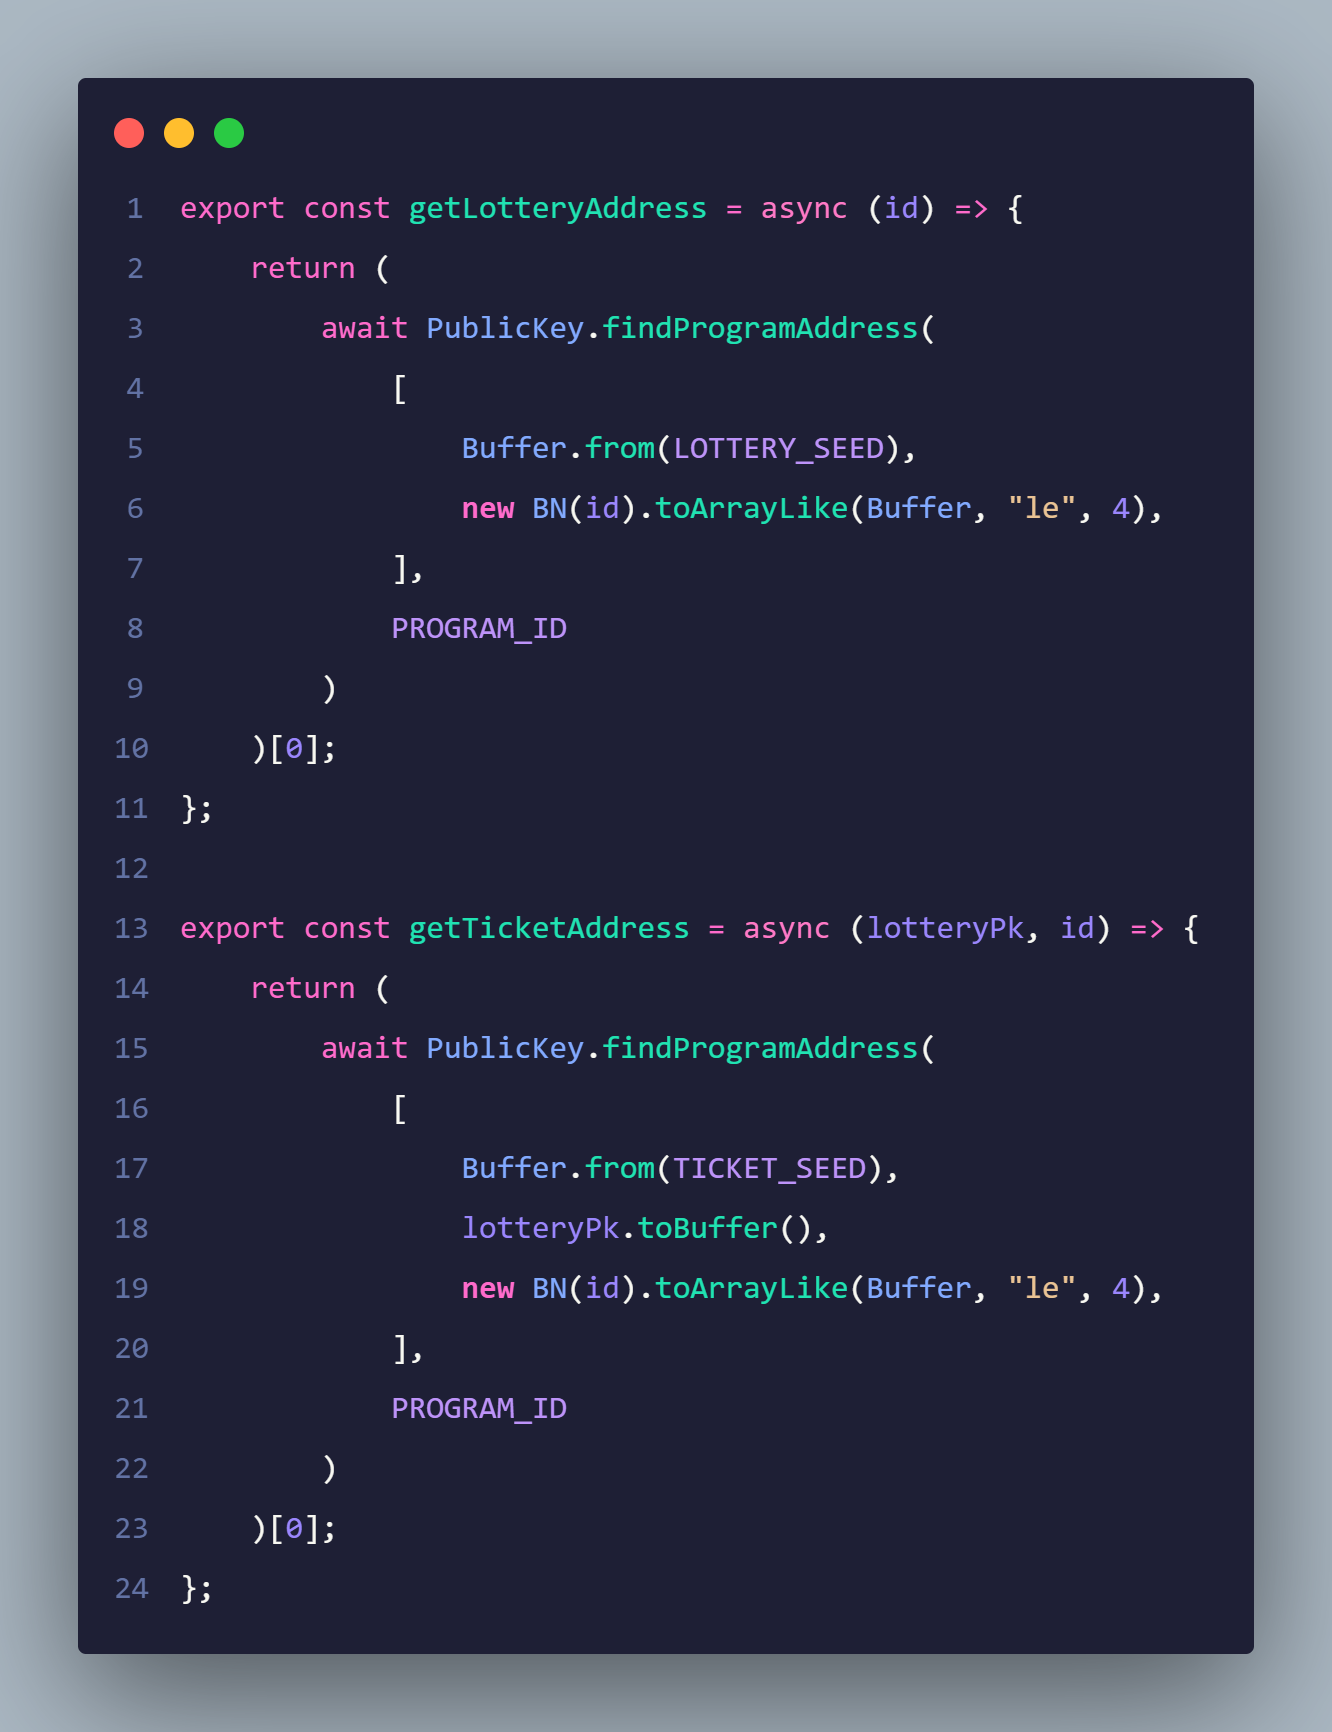 1 export const getLotteryAddress = async (id) => {
2     return (
3         await PublicKey.findProgramAddress(
4             [
5                 Buffer.from(LOTTERY_SEED),
6                 new BN(id).toArrayLike(Buffer, "le", 4),
7             ],
8             PROGRAM_ID
9         )
10     )[0];
11 };
12
13 export const getTicketAddress = async (lotteryPk, id) => {
14     return (
15         await PublicKey.findProgramAddress(
16             [
17                 Buffer.from(TICKET_SEED),
18                 lotteryPk.toBuffer(),
19                 new BN(id).toArrayLike(Buffer, "le", 4),
20             ],
21             PROGRAM_ID
22         )
23     )[0];
24 };